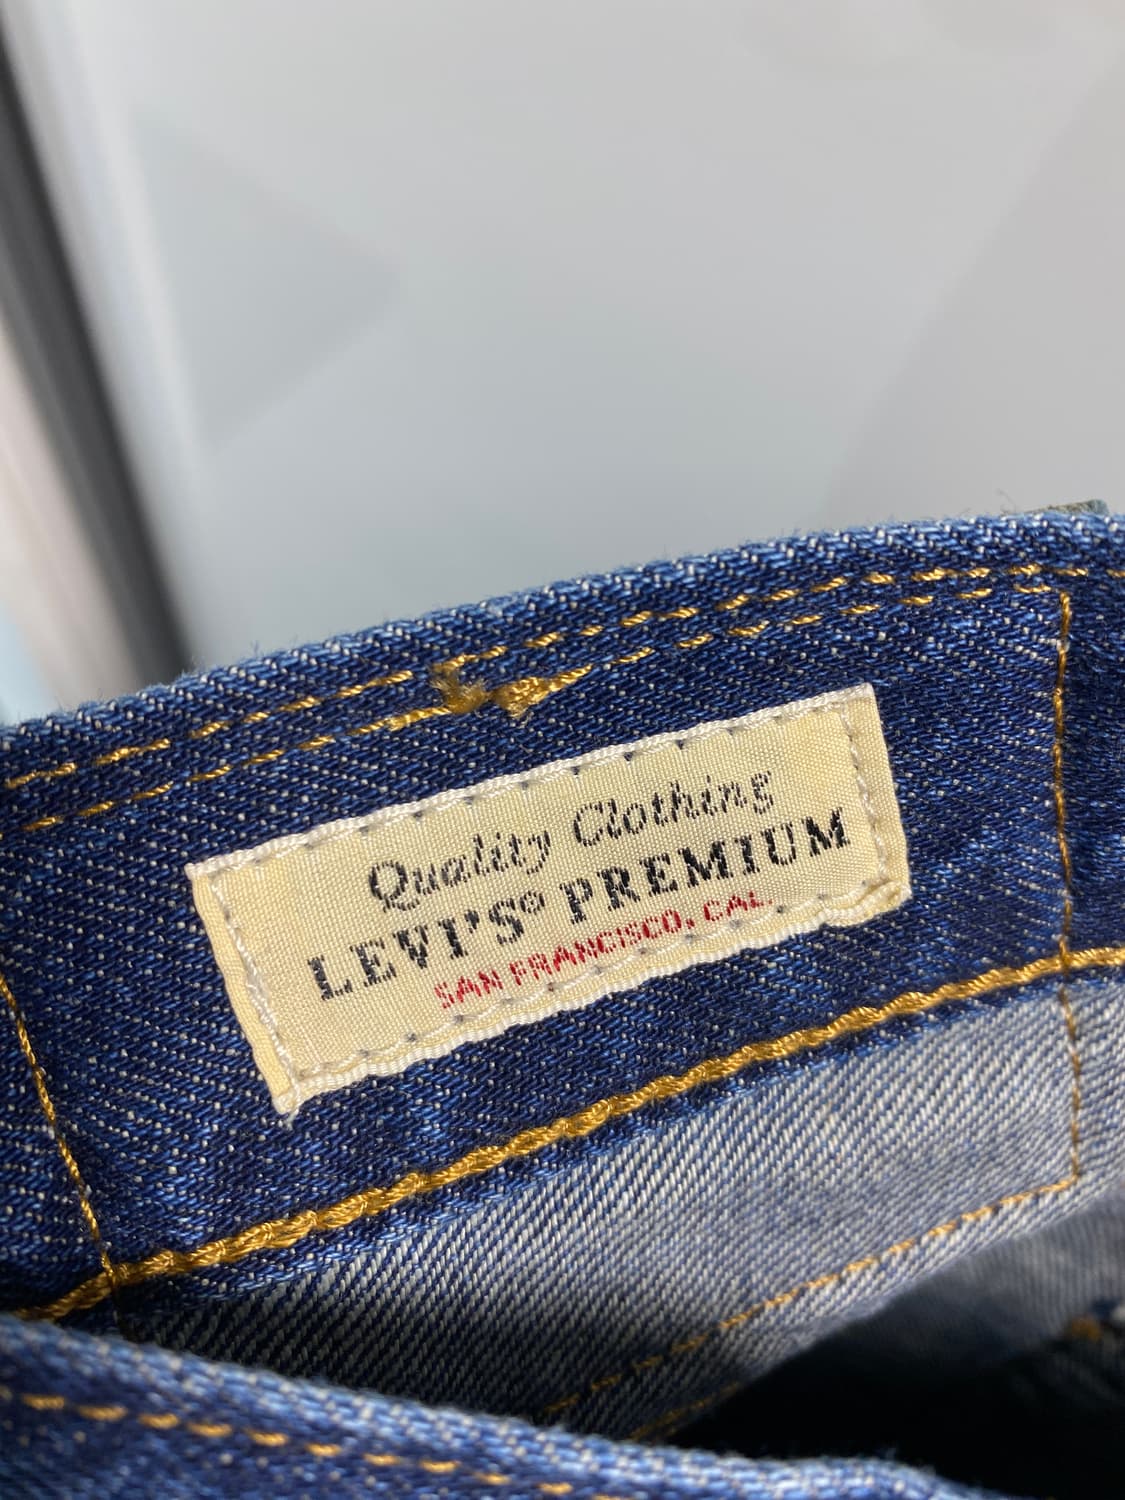 Quality Clothing
LEVI'S® PREMIUM
SAN FRANCISCO, CAL.